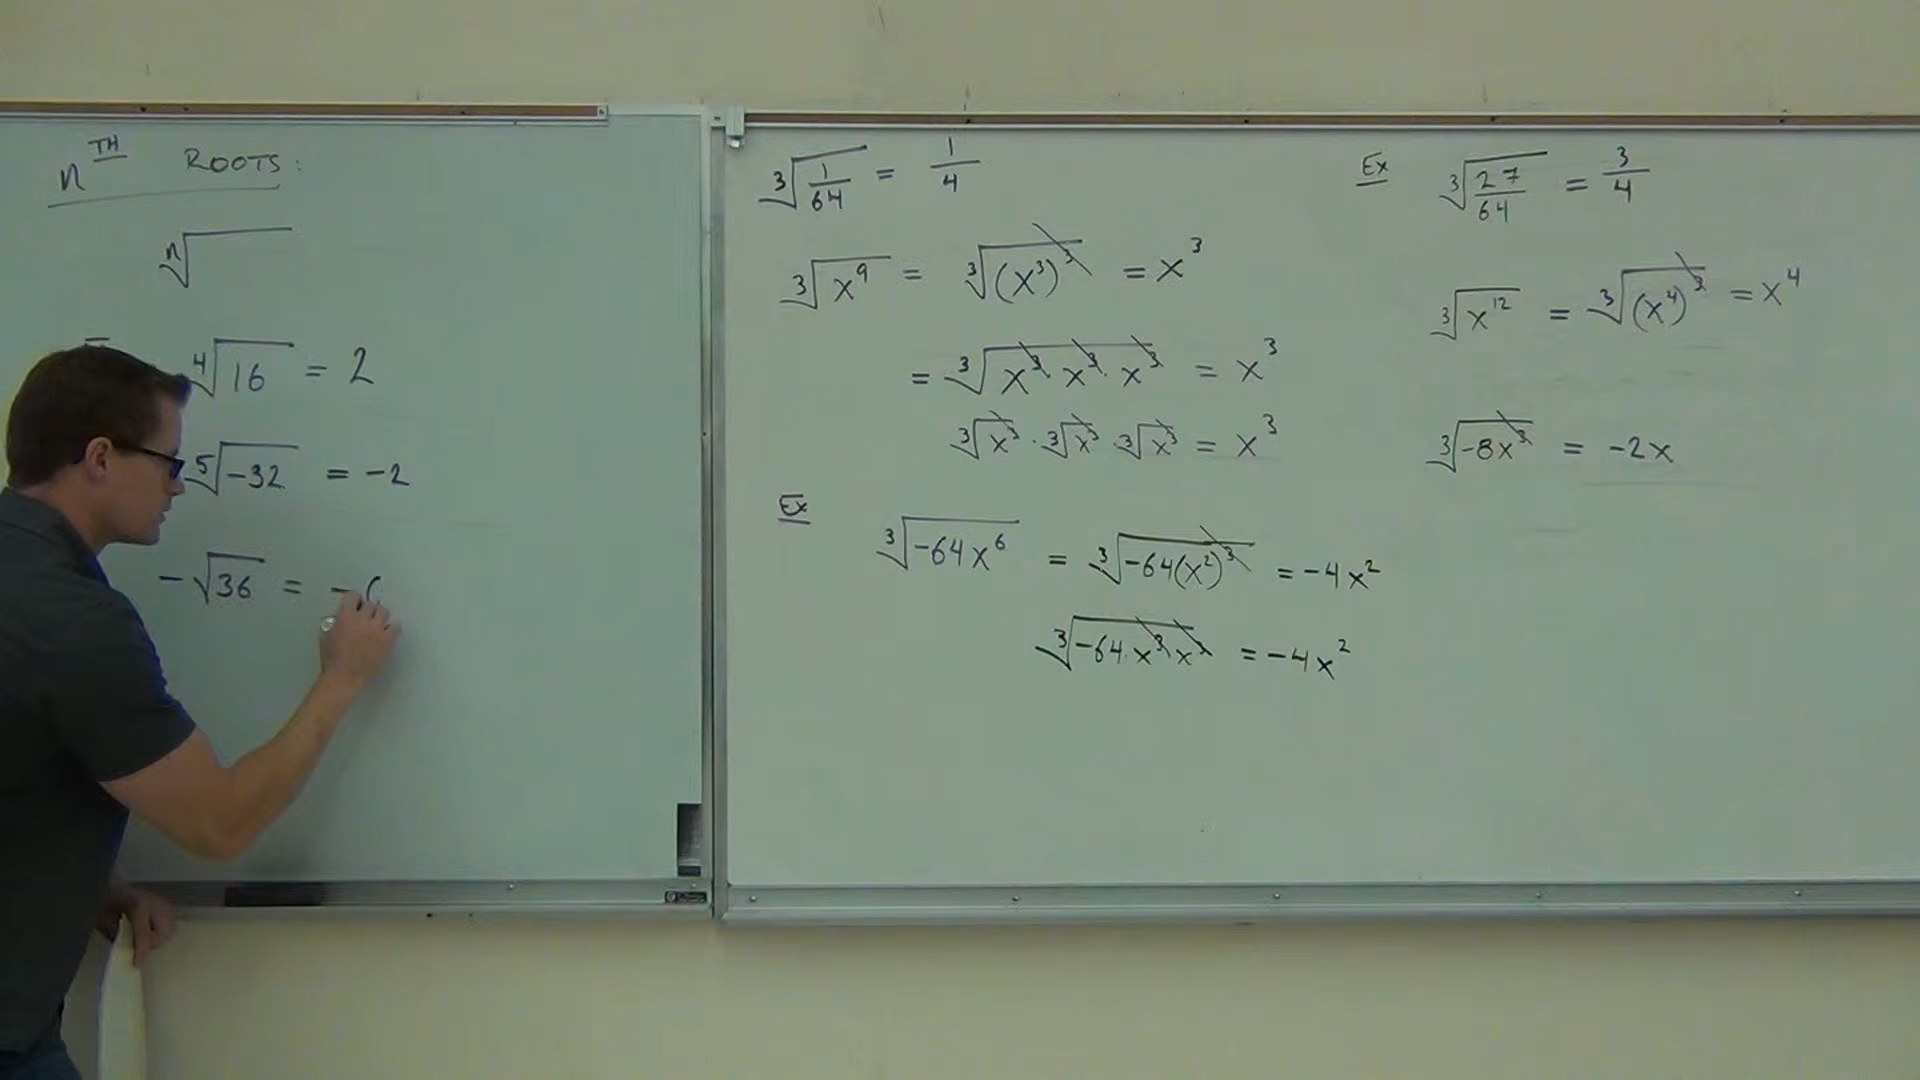 n^TH ROOTS:
ⁿ√
⁴√16 = 2
⁵√-32 = -2
-√36 = -6
³√(1/64) = 1/4
³√x⁹ = ³√(x³)³ = x³
= ³√x³·x³·x³ = x³
³√x³ · ³√x³ · ³√x³ = x³
Ex
³√-64x⁶ = ³√-64(x²)³ = -4x²
³√-64·x³·x³ = -4x²
Ex ³√(27/64) = 3/4
³√x¹² = ³√(x⁴)³ = x⁴
³√-8x³ = -2x